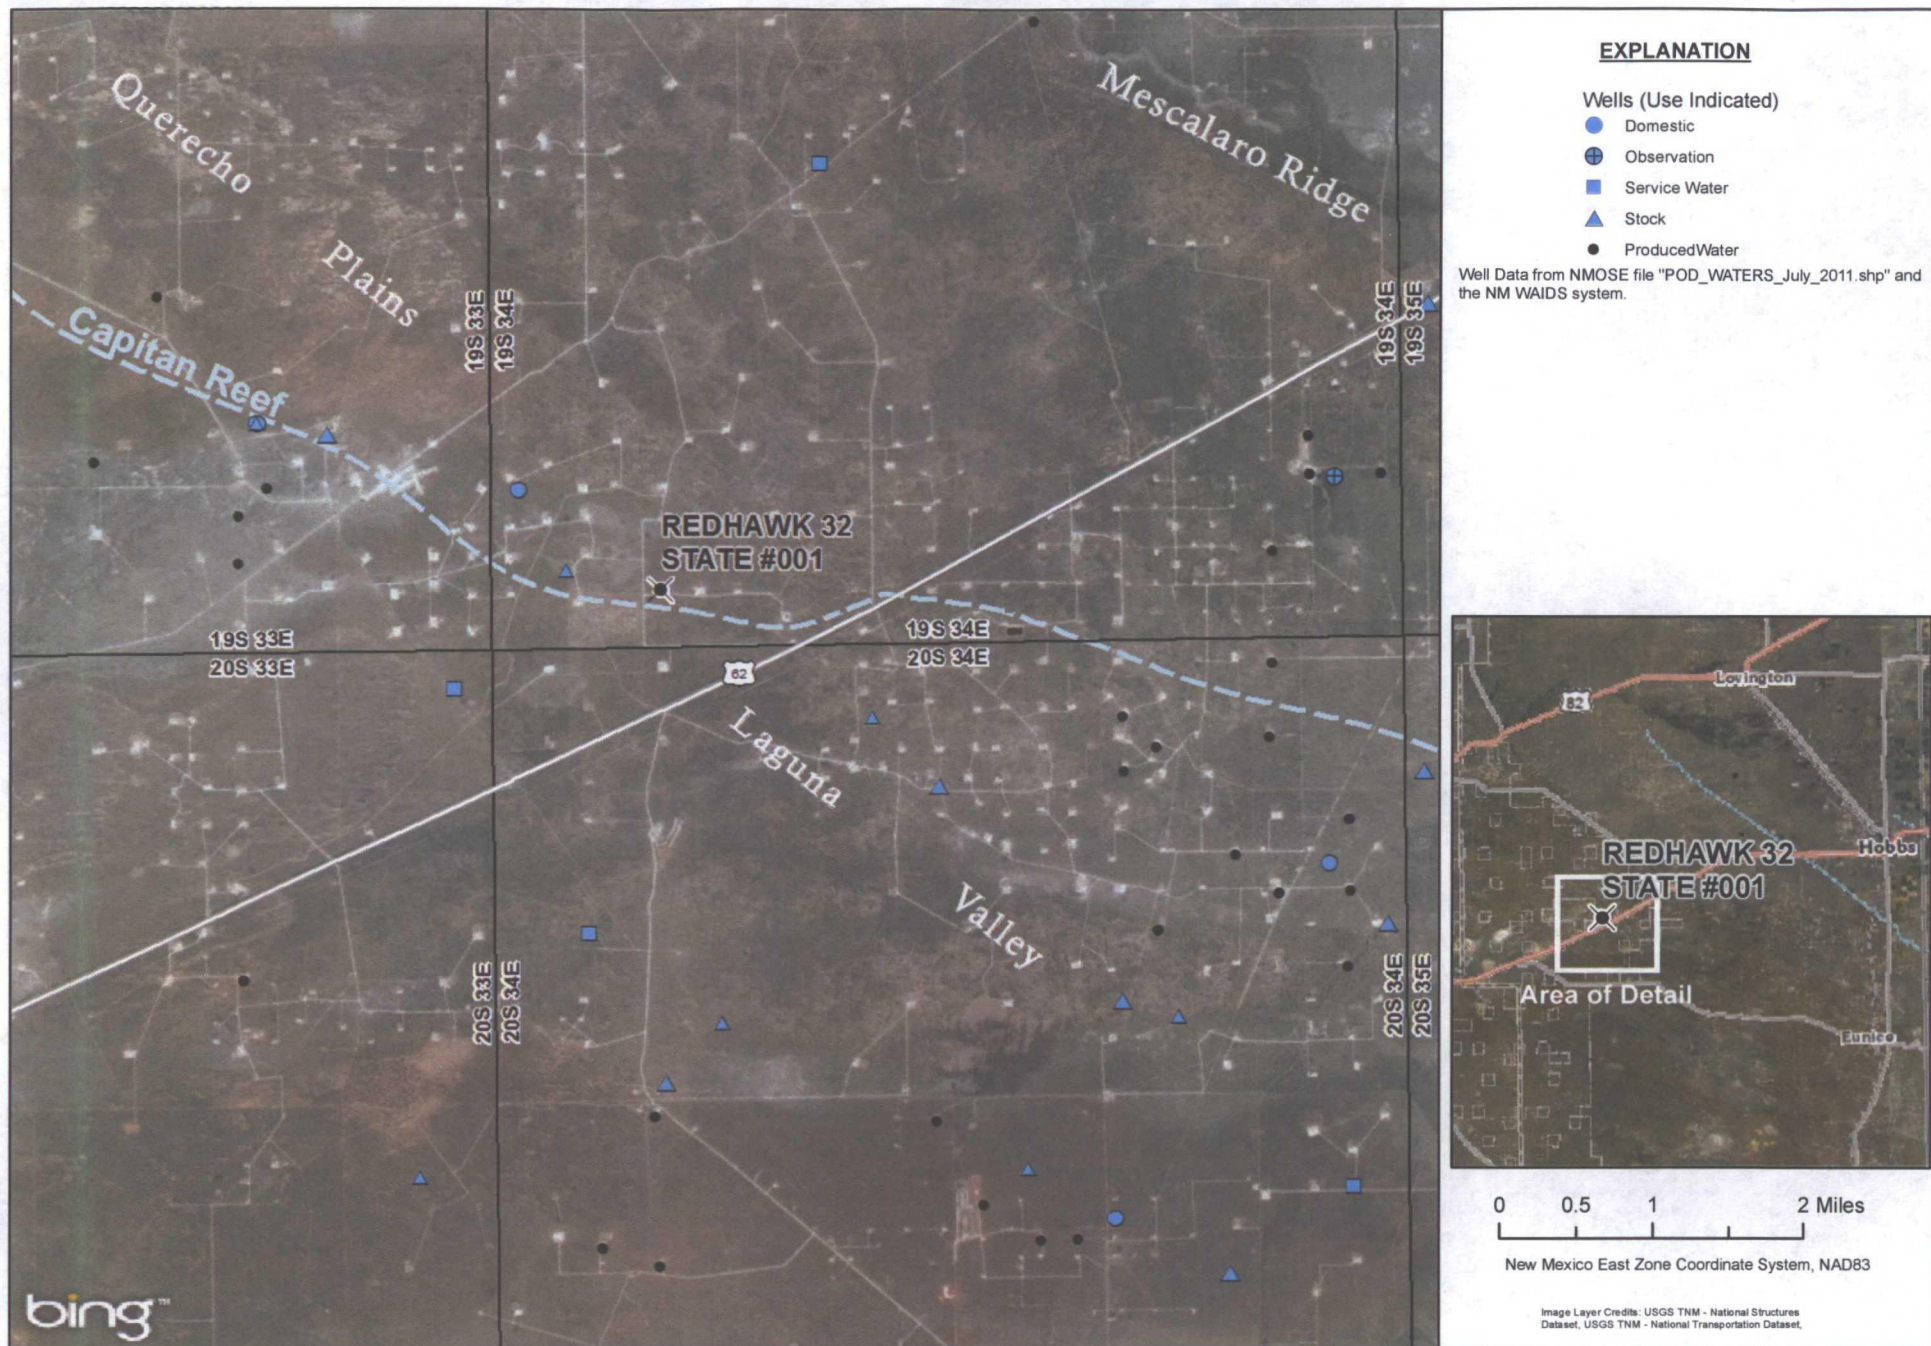 Querecho
Plains
Mescalaro Ridge
Capitan Reef
19S 33E
19S 34E
19S 34E
19S 35E
REDHAWK 32
STATE #001
19S 33E
20S 33E
19S 34E
20S 34E
62
Laguna
Valley
20S 33E
20S 34E
20S 34E
20S 35E
bing™
EXPLANATION
Wells (Use Indicated)
Domestic
Observation
Service Water
Stock
ProducedWater
Well Data from NMOSE file "POD_WATERS_July_2011.shp" and
the NM WAIDS system.
Lovington
82
Hobbs
REDHAWK 32
STATE #001
Area of Detail
Eunice
0 0.5 1 2 Miles
New Mexico East Zone Coordinate System, NAD83
Image Layer Credits: USGS TNM - National Structures
Dataset, USGS TNM - National Transportation Dataset,